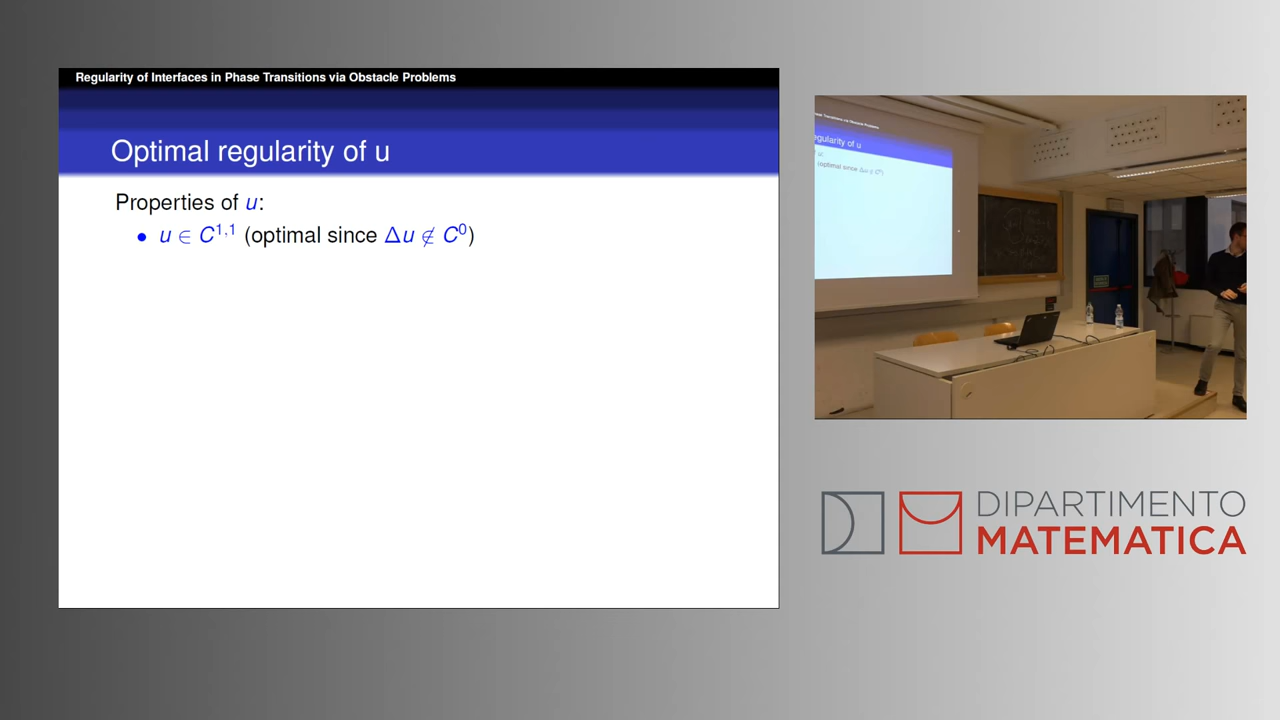 Regularity of Interfaces in Phase Transitions via Obstacle Problems
Optimal regularity of u
Properties of u:
• u ∈ C^{1,1} (optimal since Δu ∉ C^0)
DIPARTIMENTO
MATEMATICA